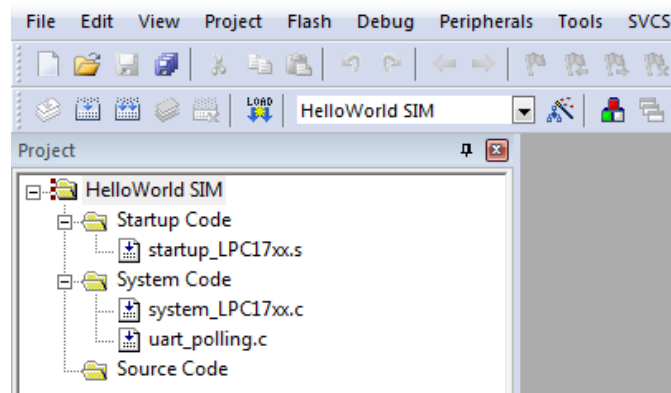 File Edit View Project Flash Debug Peripherals Tools SVCS
LOAD HelloWorld SIM
Project
HelloWorld SIM
Startup Code
startup_LPC17xx.s
System Code
system_LPC17xx.c
uart_polling.c
Source Code